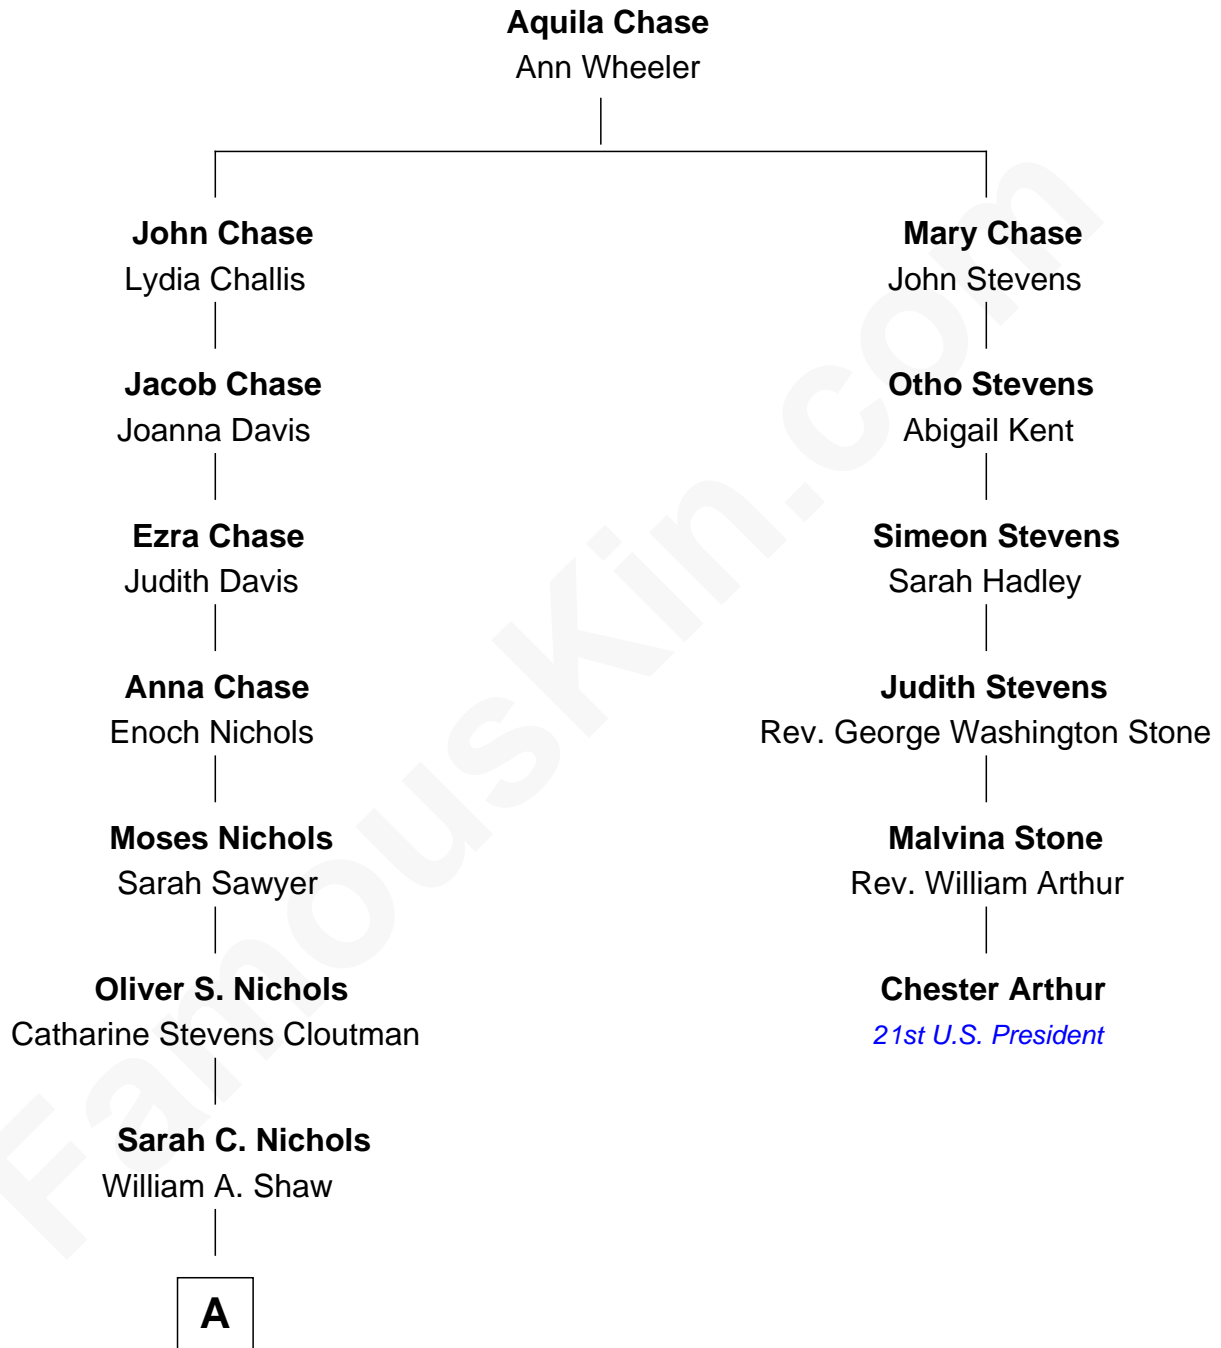 Aquila Chase
Ann Wheeler
John Chase
Lydia Challis
Mary Chase
John Stevens
Jacob Chase
Joanna Davis
Otho Stevens
Abigail Kent
Ezra Chase
Judith Davis
Simeon Stevens
Sarah Hadley
Anna Chase
Enoch Nichols
Judith Stevens
Rev. George Washington Stone
Moses Nichols
Sarah Sawyer
Malvina Stone
Rev. William Arthur
Oliver S. Nichols
Catharine Stevens Cloutman
Chester Arthur
21st U.S. President
Sarah C. Nichols
William A. Shaw
A
FamousKin.com